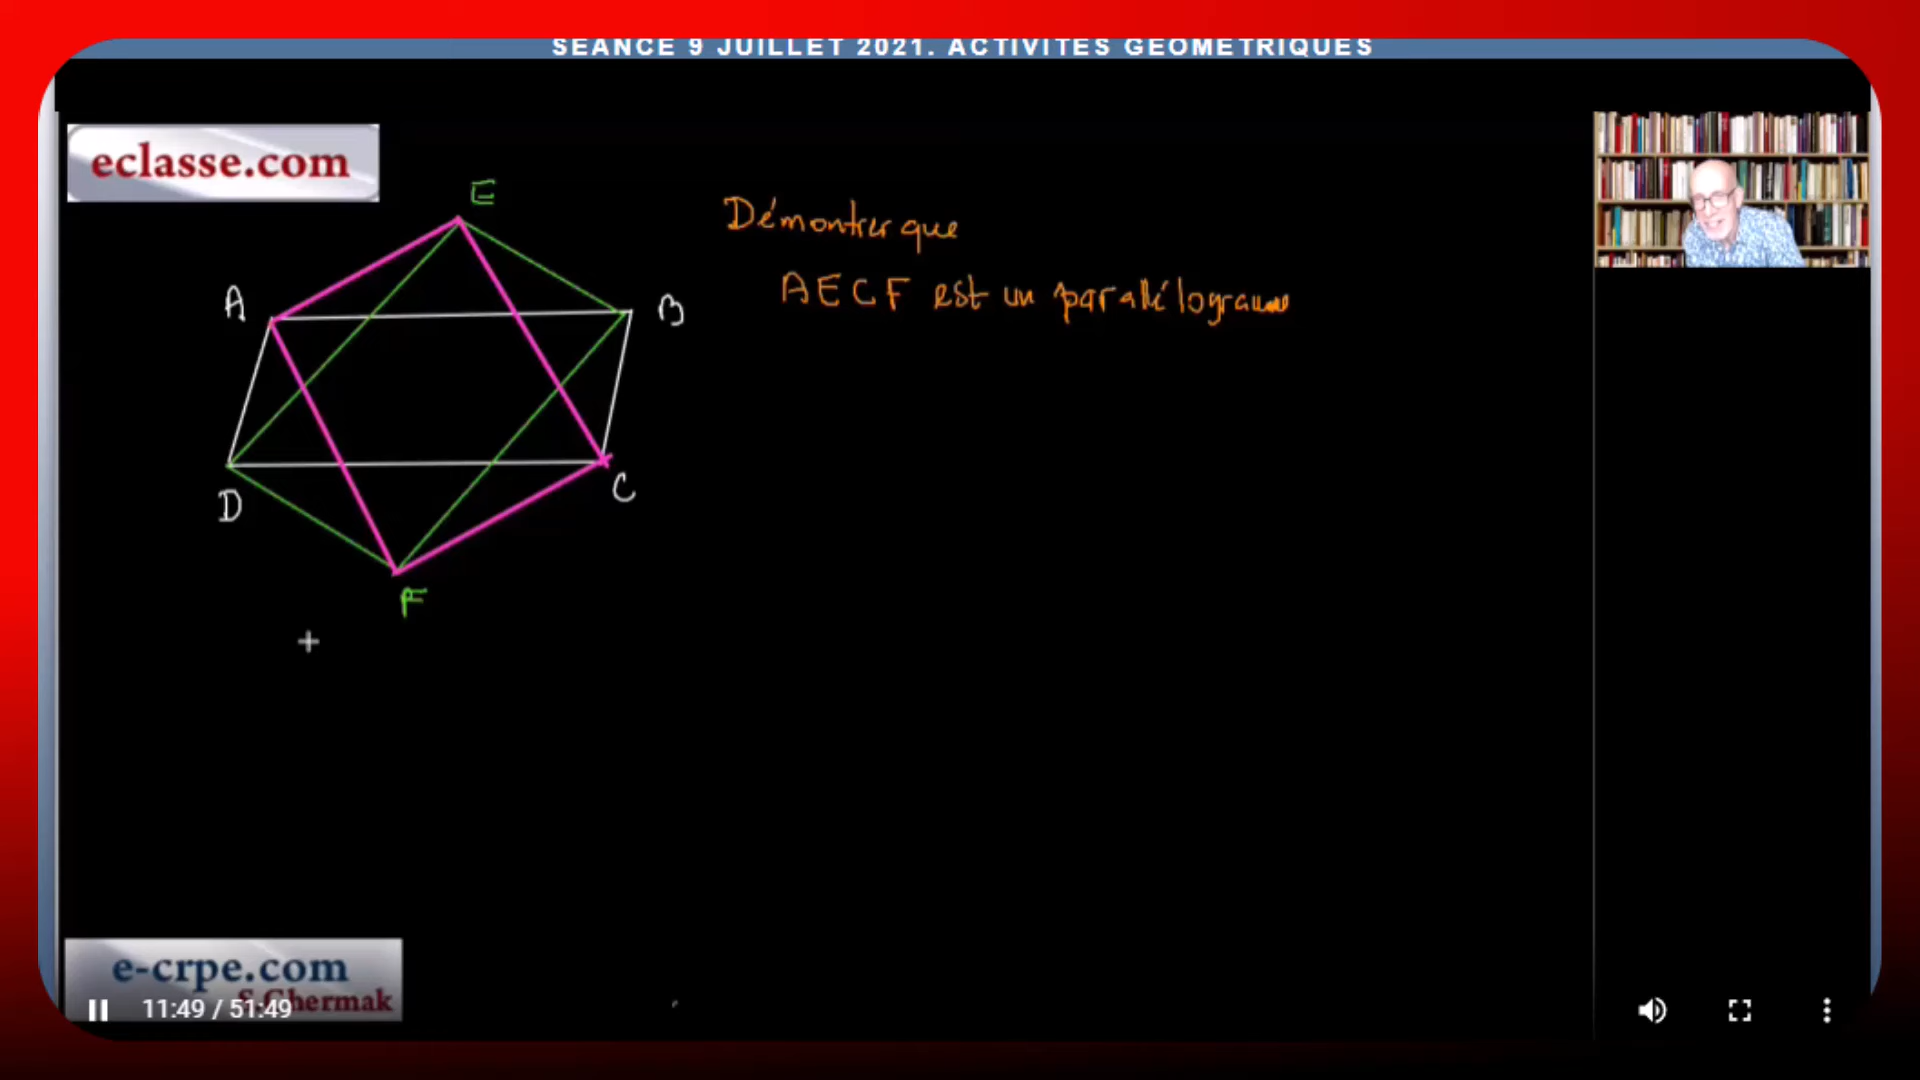 SEANCE 9 JUILLET 2021. ACTIVITES GEOMETRIQUES
eclasse.com
E
Démontrer que
A
B
AECF est un parallélogramme
D
C
F
e-crpe.com
S.Chermak
11:49 / 51:49